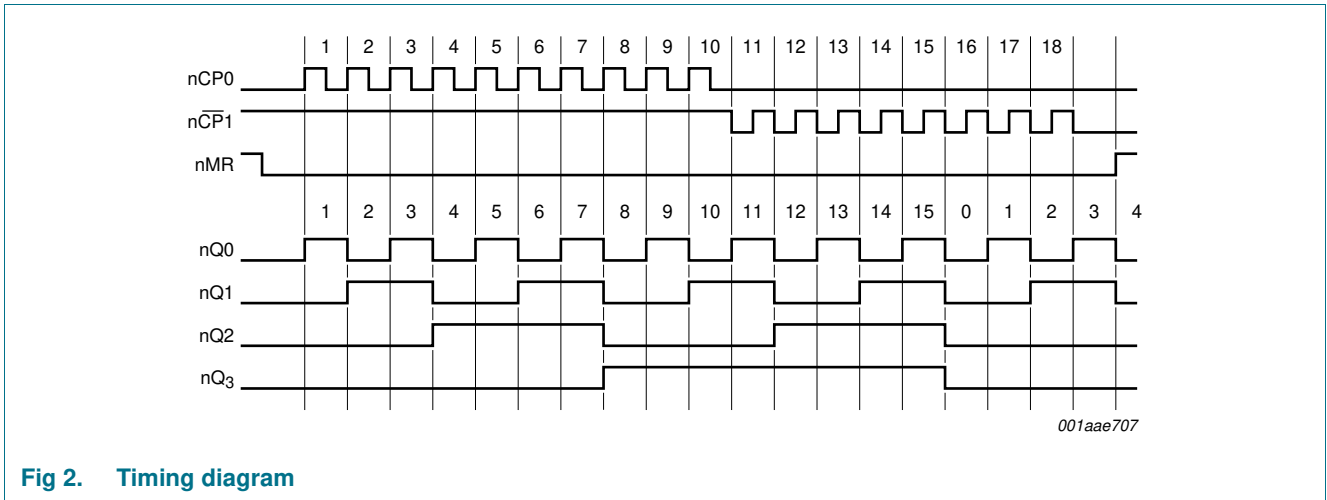 1 2 3 4 5 6 7 8 9 10 11 12 13 14 15 16 17 18
nCP0
nC̅P̅1
nMR
1 2 3 4 5 6 7 8 9 10 11 12 13 14 15 0 1 2 3 4
nQ0
nQ1
nQ2
nQ3
001aae707
Fig 2. Timing diagram